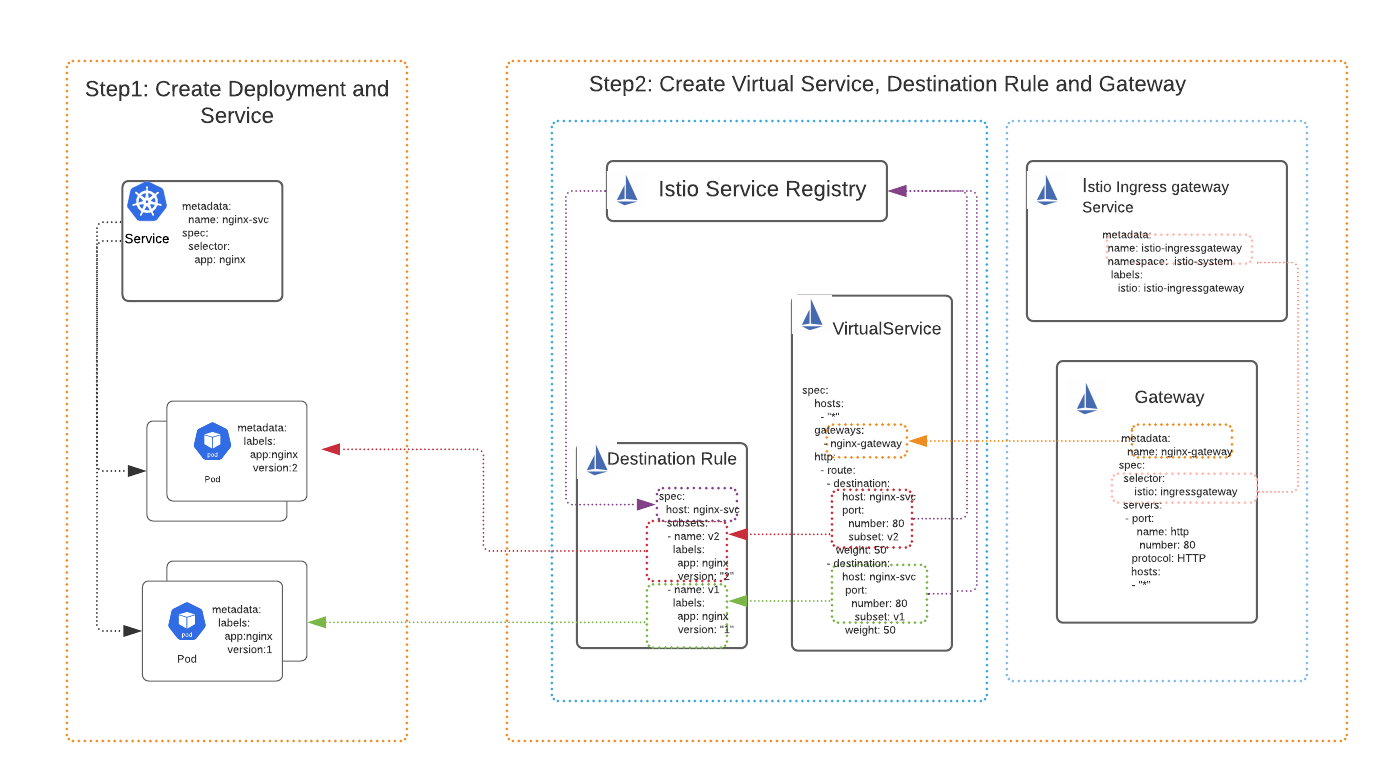 Step1: Create Deployment and
Service
metadata:
name: nginx-svc
spec:
selector:
app: nginx
Service
metadata:
labels:
app:nginx
version:2
pod
Pod
metadata:
labels:
app:nginx
version:1
pod
Pod
Step2: Create Virtual Service, Destination Rule and Gateway
Istio Service Registry
Destination Rule
spec:
host: nginx-svc
subsets:
- name: v2
labels:
app: nginx
version: "2"
- name: v1
labels:
app: nginx
version: "1"
VirtualService
spec:
hosts:
- "*"
gateways:
- nginx-gateway
http:
- route:
- destination:
host: nginx-svc
port:
number: 80
subset: v2
weight: 50
- destination:
host: nginx-svc
port:
number: 80
subset: v1
weight: 50
Istio Ingress gateway
Service
metadata:
name: istio-ingressgateway
namespace: istio-system
labels:
istio: istio-ingressgateway
Gateway
metadata:
name: nginx-gateway
spec:
selector:
istio: ingressgateway
servers:
- port:
name: http
number: 80
protocol: HTTP
hosts:
- "*"